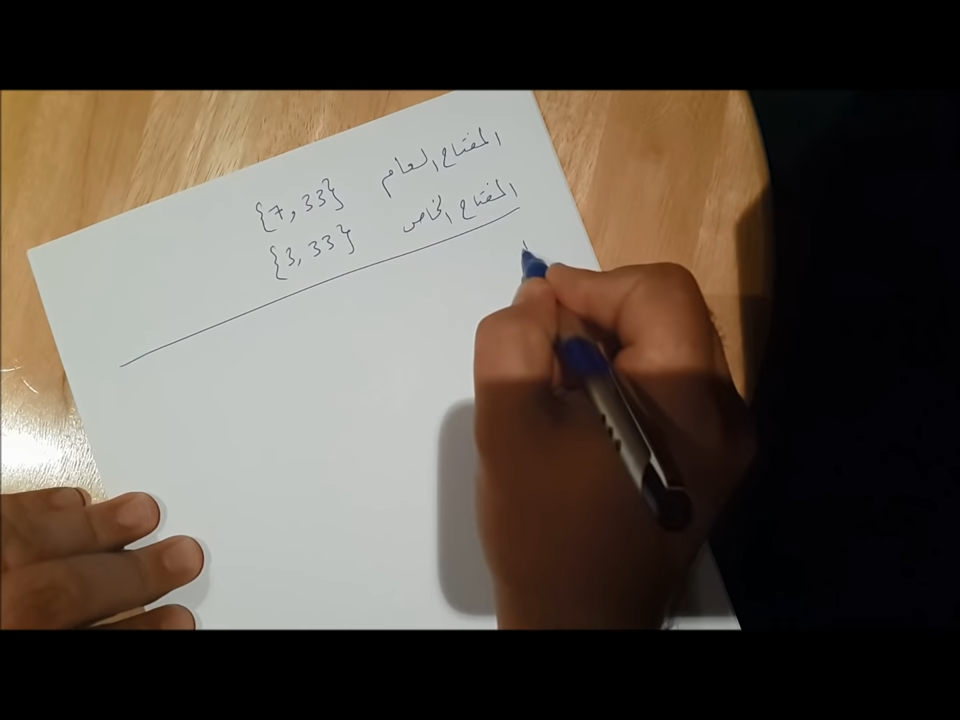 المفتاح العام {7, 33}
المفتاح الخاص {3, 33}